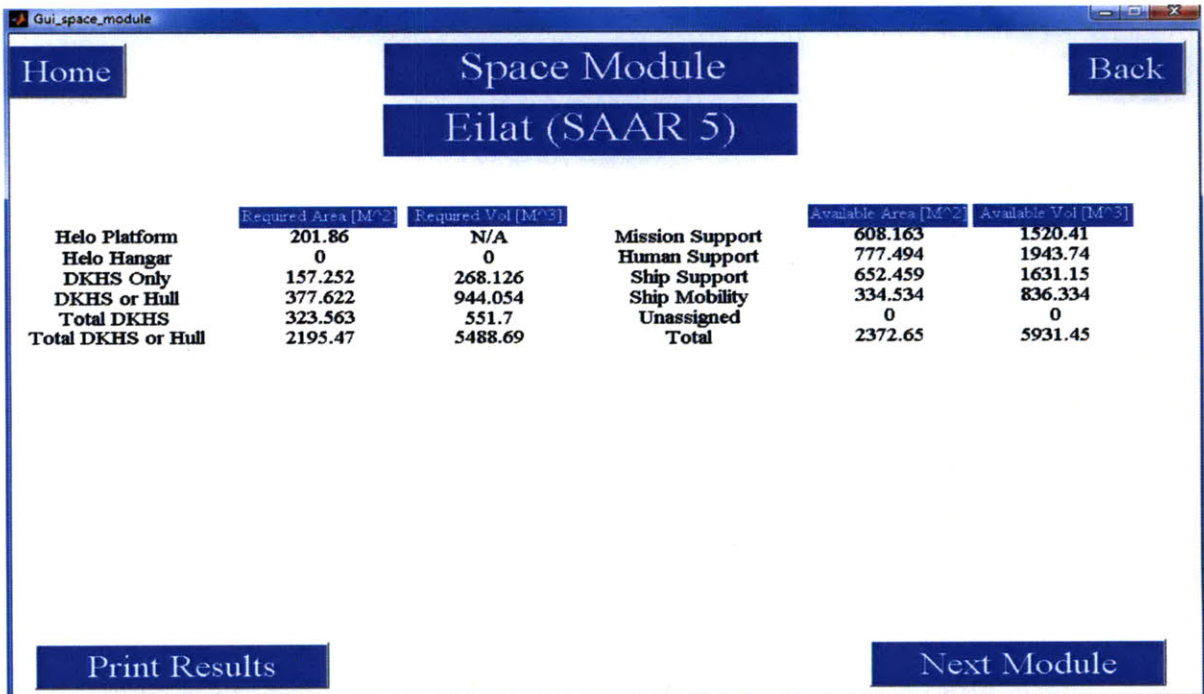 Gui_space_module
Home Space Module Back
Eilat (SAAR 5)
Required Area [M^2] Required Vol [M^3] Available Area [M^2] Available Vol [M^3]
Helo Platform 201.86 N/A Mission Support 608.163 1520.41
Helo Hangar 0 0 Human Support 777.494 1943.74
DKHS Only 157.252 268.126 Ship Support 652.459 1631.15
DKHS or Hull 377.622 944.054 Ship Mobility 334.534 836.334
Total DKHS 323.563 551.7 Unassigned 0 0
Total DKHS or Hull 2195.47 5488.69 Total 2372.65 5931.45
Print Results Next Module